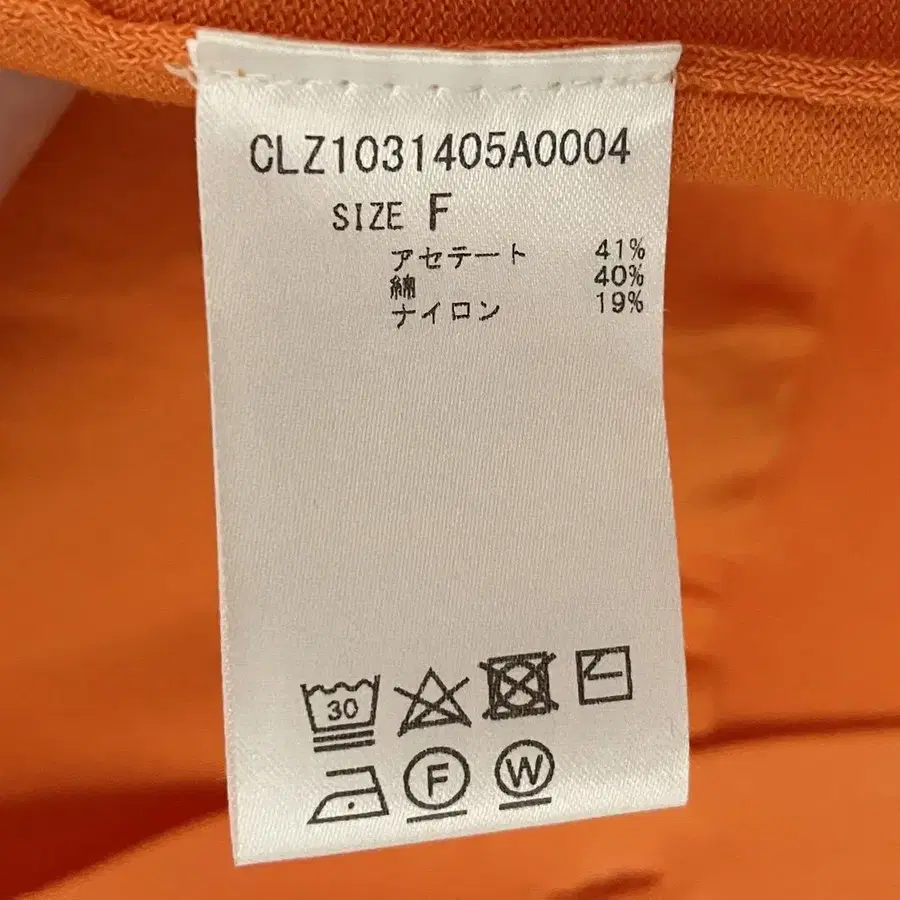 CLZ1031405A0004
SIZE F
アセテート 41%
綿 40%
ナイロン 19%
30
F W